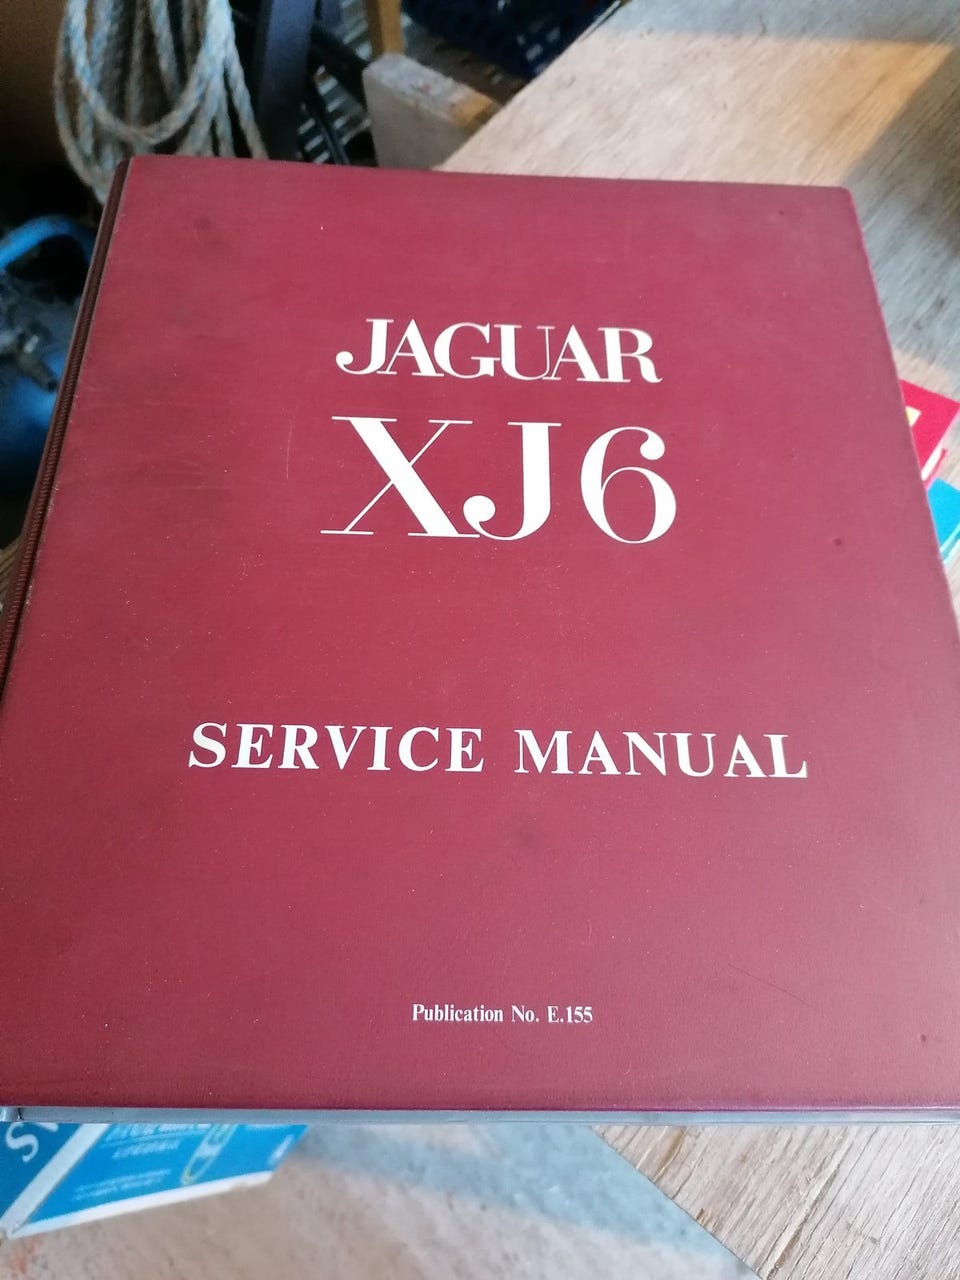 JAGUAR
XJ6
SERVICE MANUAL
Publication No. E.155